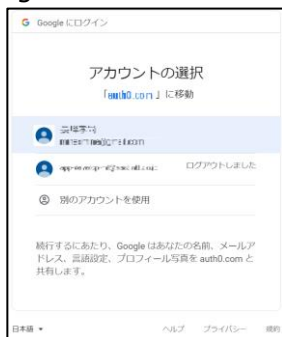 Google にログイン
アカウントの選択
「auth0.com」に移動
ログアウトしました
別のアカウントを使用
続行するにあたり、Google はあなたの名前、メールア
ドレス、言語設定、プロフィール写真を auth0.com と
共有します。
日本語
ヘルプ プライバシー 規約